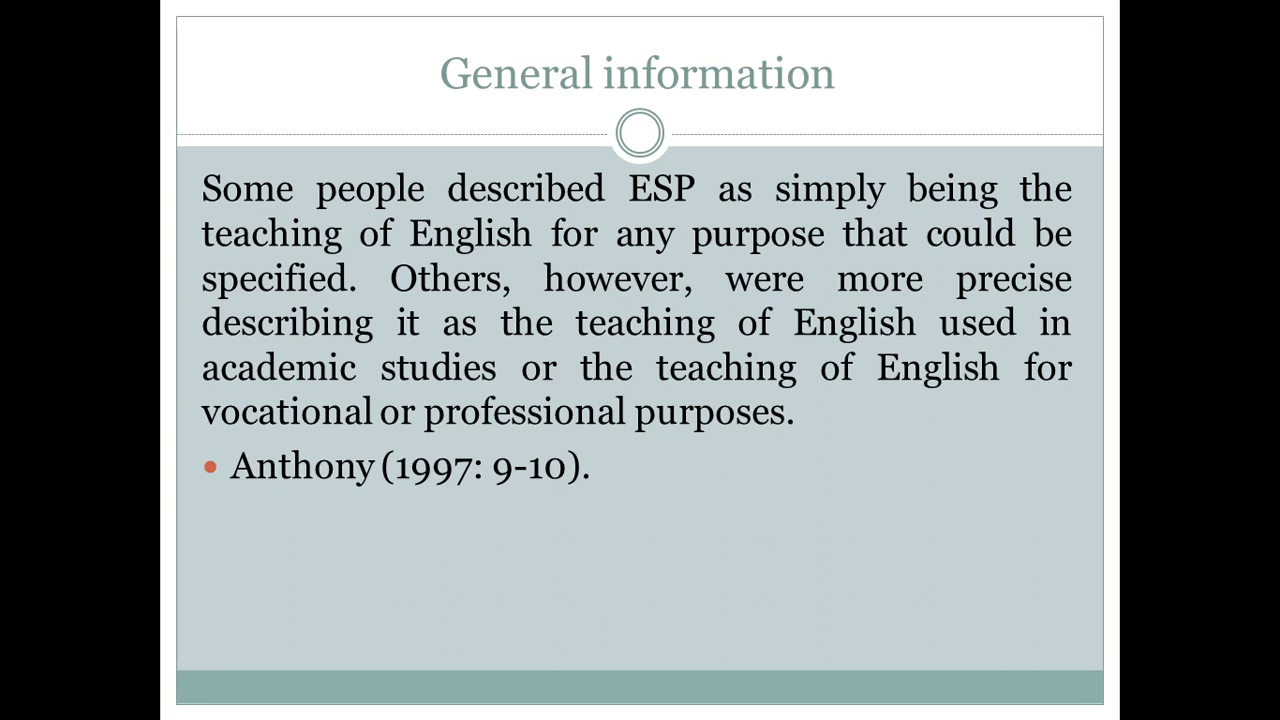 General information
Some people described ESP as simply being the
teaching of English for any purpose that could be
specified. Others, however, were more precise
describing it as the teaching of English used in
academic studies or the teaching of English for
vocational or professional purposes.
• Anthony (1997: 9-10).